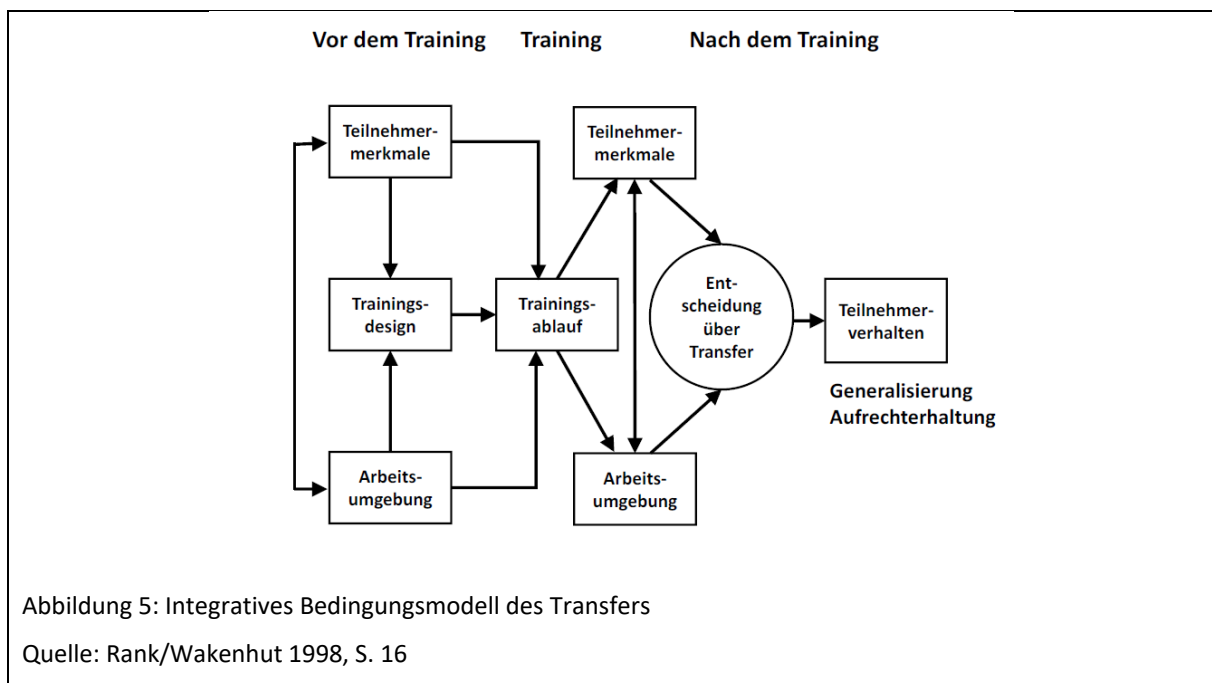 Vor dem Training Training Nach dem Training
Teilnehmer-
merkmale
Teilnehmer-
merkmale
Trainings-
design
Trainings-
ablauf
Ent-
scheidung
über
Transfer
Teilnehmer-
verhalten
Generalisierung
Aufrechterhaltung
Arbeits-
umgebung
Arbeits-
umgebung
Abbildung 5: Integratives Bedingungsmodell des Transfers
Quelle: Rank/Wakenhut 1998, S. 16